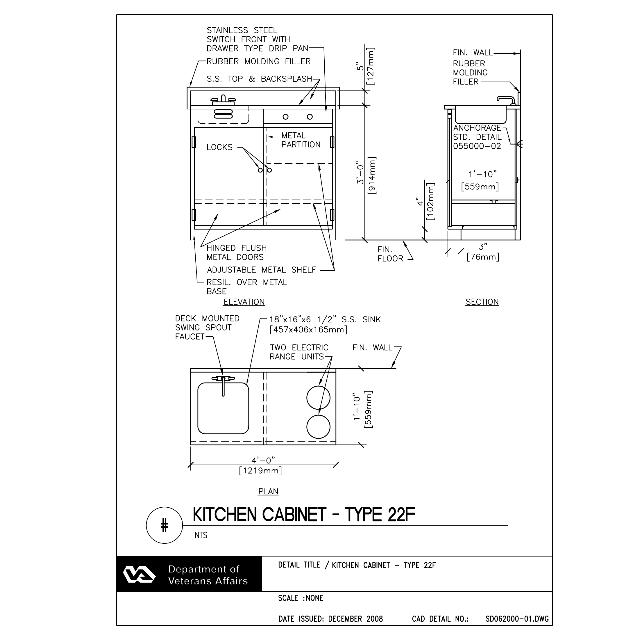 STAINLESS STEEL
SWITCH FRONT WITH
DRAWER TYPE DRIP PAN
RUBBER MOLDING FILLER
S.S. TOP & BACKSPLASH
5"
[127mm]
LOCKS
METAL
PARTITION
3'-0"
[914mm]
HINGED FLUSH
METAL DOORS
ADJUSTABLE METAL SHELF
RESIL. OVER METAL
BASE
ELEVATION
FIN. WALL
RUBBER
MOLDING
FILLER
ANCHORAGE
STD. DETAIL
055000-02
1'-10"
[559mm]
4"
[102mm]
FIN.
FLOOR
3"
[76mm]
SECTION
DECK MOUNTED
SWING SPOUT
FAUCET
18"x16"x6 1/2" S.S. SINK
[457x406x165mm]
TWO ELECTRIC
RANGE UNITS
FIN. WALL
1'-10"
[559mm]
4'-0"
[1219mm]
PLAN
#
KITCHEN CABINET - TYPE 22F
NTS
Department of
Veterans Affairs
DETAIL TITLE / KITCHEN CABINET - TYPE 22F
SCALE :NONE
DATE ISSUED: DECEMBER 2008 CAD DETAIL NO.: SD062000-01.DWG